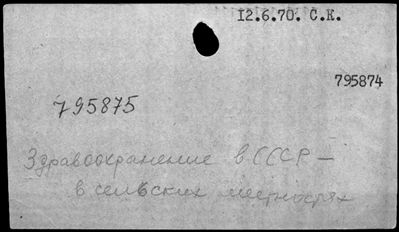 12.6.70. С.К.
795874
795875
Здравоохранение в СССР —
в сельских местностях